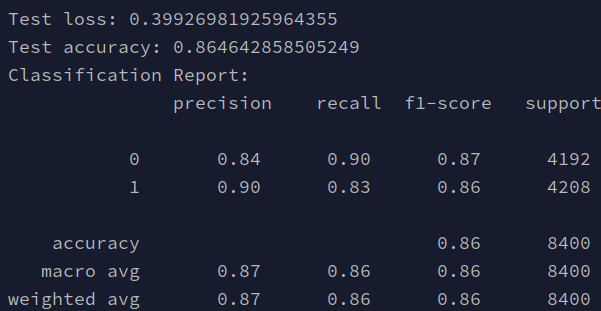 Test loss: 0.39926981925964355
Test accuracy: 0.864642858505249
Classification Report:
precision recall f1-score support
0 0.84 0.90 0.87 4192
1 0.90 0.83 0.86 4208
accuracy 0.86 8400
macro avg 0.87 0.86 0.86 8400
weighted avg 0.87 0.86 0.86 8400